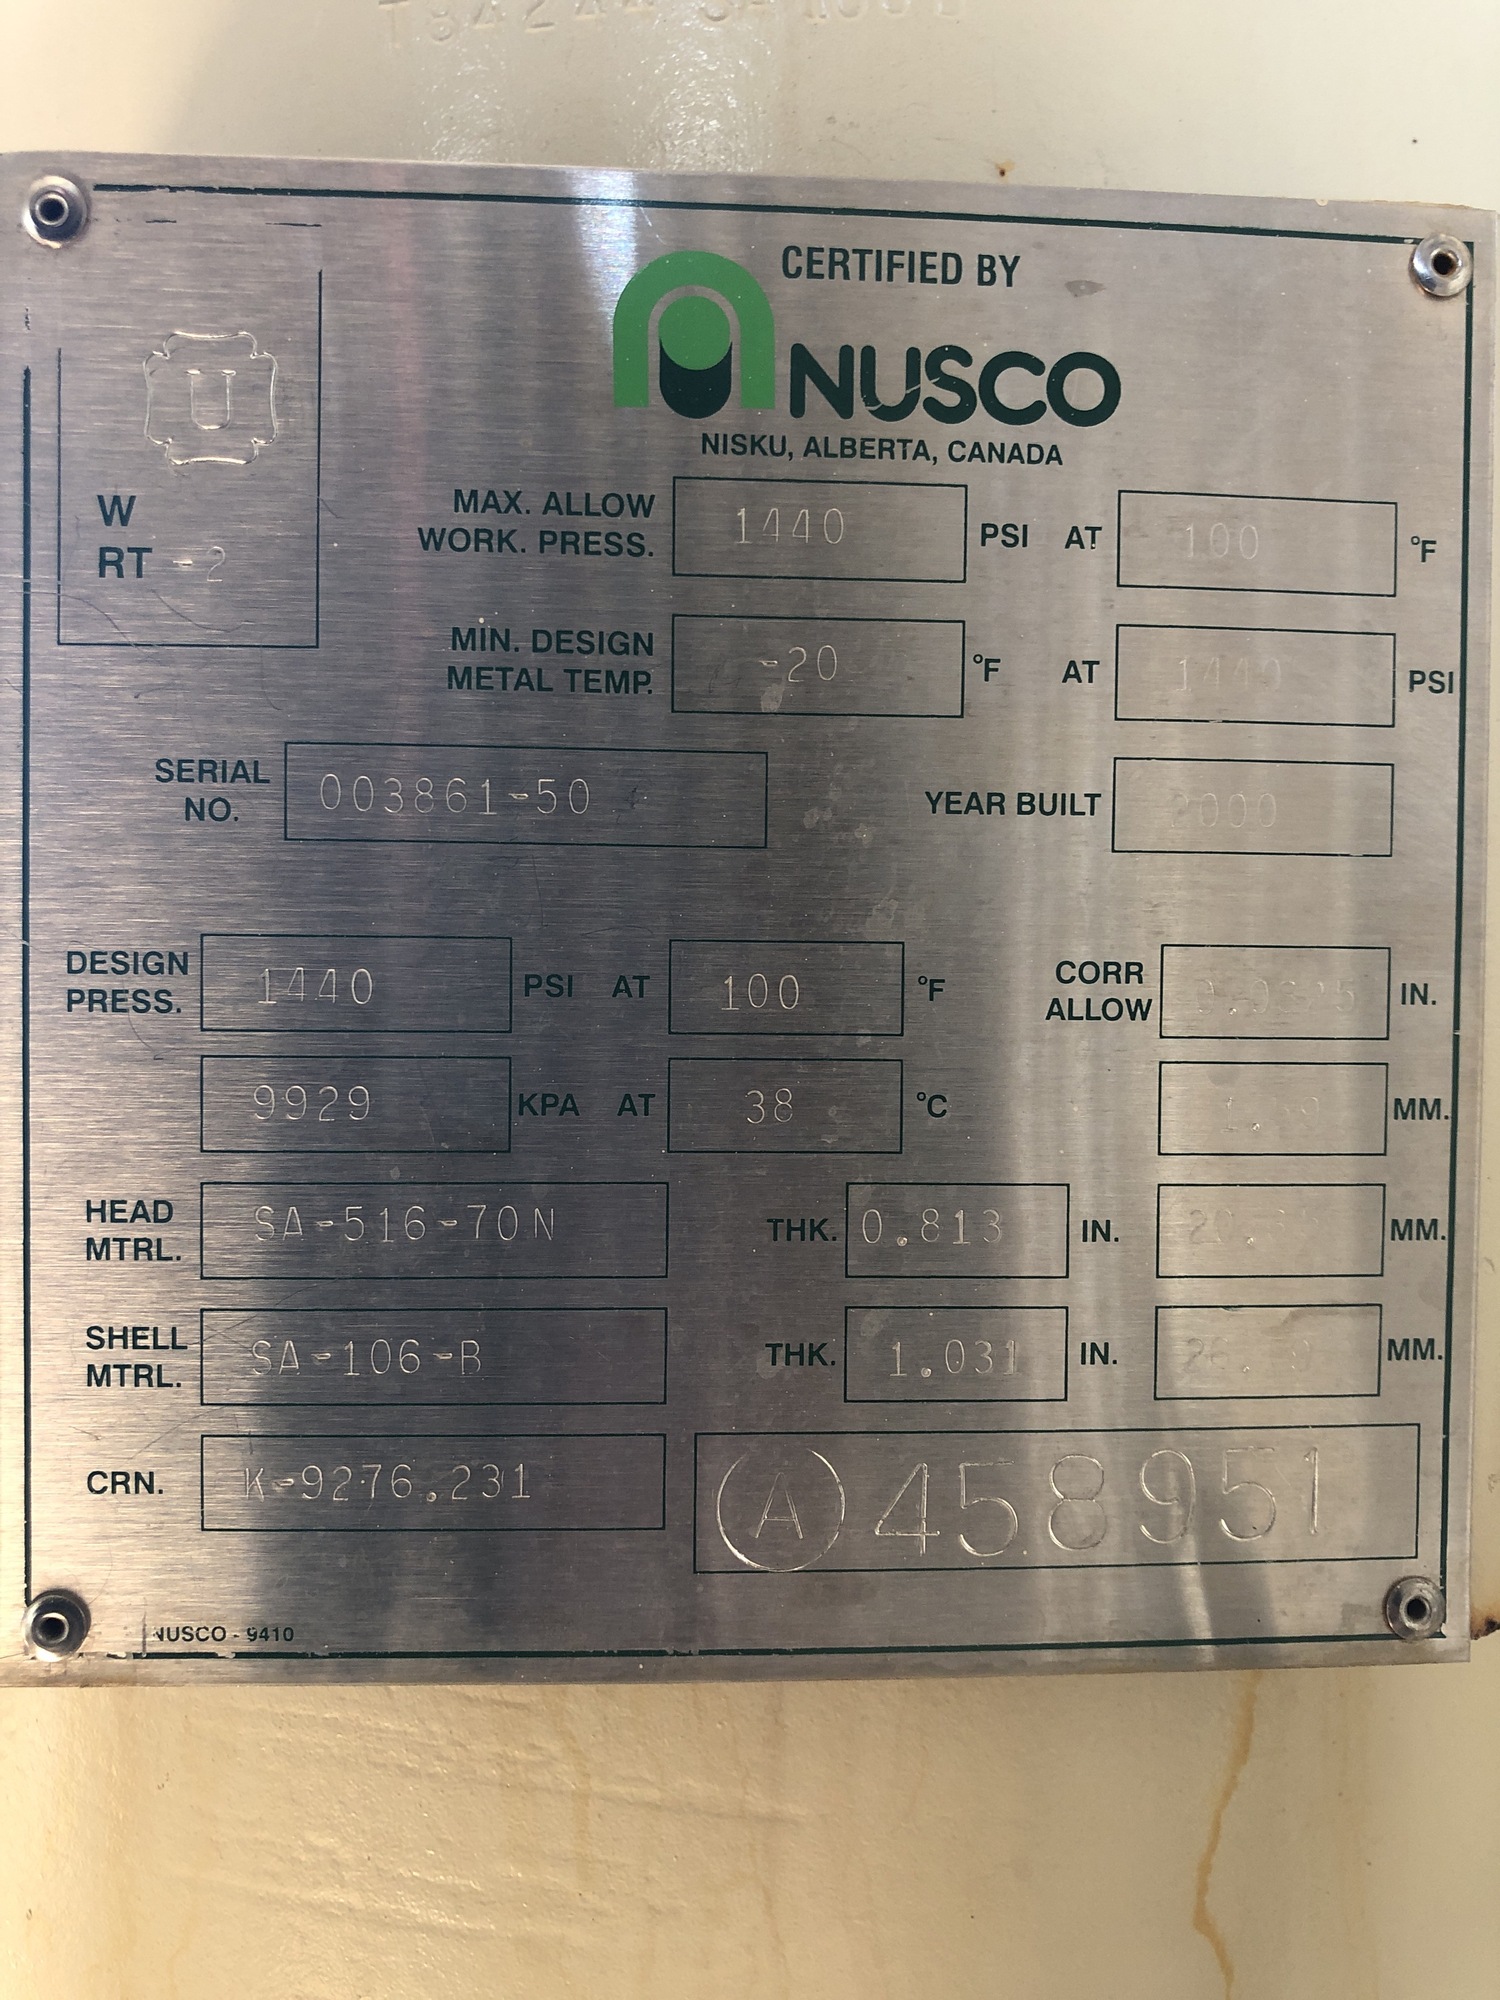 U
W
RT -2
CERTIFIED BY
NUSCO
NISKU, ALBERTA, CANADA
MAX. ALLOW
WORK. PRESS. 1440 PSI AT 100 °F
MIN. DESIGN
METAL TEMP. -20 °F AT 1440 PSI
SERIAL
NO. 003861-50 YEAR BUILT 2000
DESIGN
PRESS. 1440 PSI AT 100 °F CORR
ALLOW IN.
9929 KPA AT 38 °C MM.
HEAD
MTRL. SA-516-70N THK. 0.813 IN. MM.
SHELL
MTRL. SA-106-B THK. 1.031 IN. MM.
CRN. K-9276.231 A 458951
NUSCO - 9410